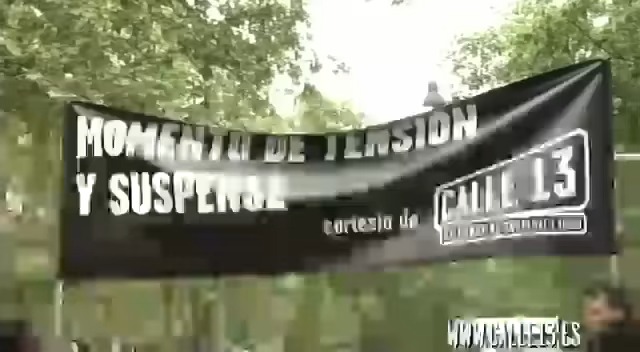 MOMENTO DE TENSION
Y SUSPENSE
cortesía de CALLE 13
WWW.CALLE13.ES